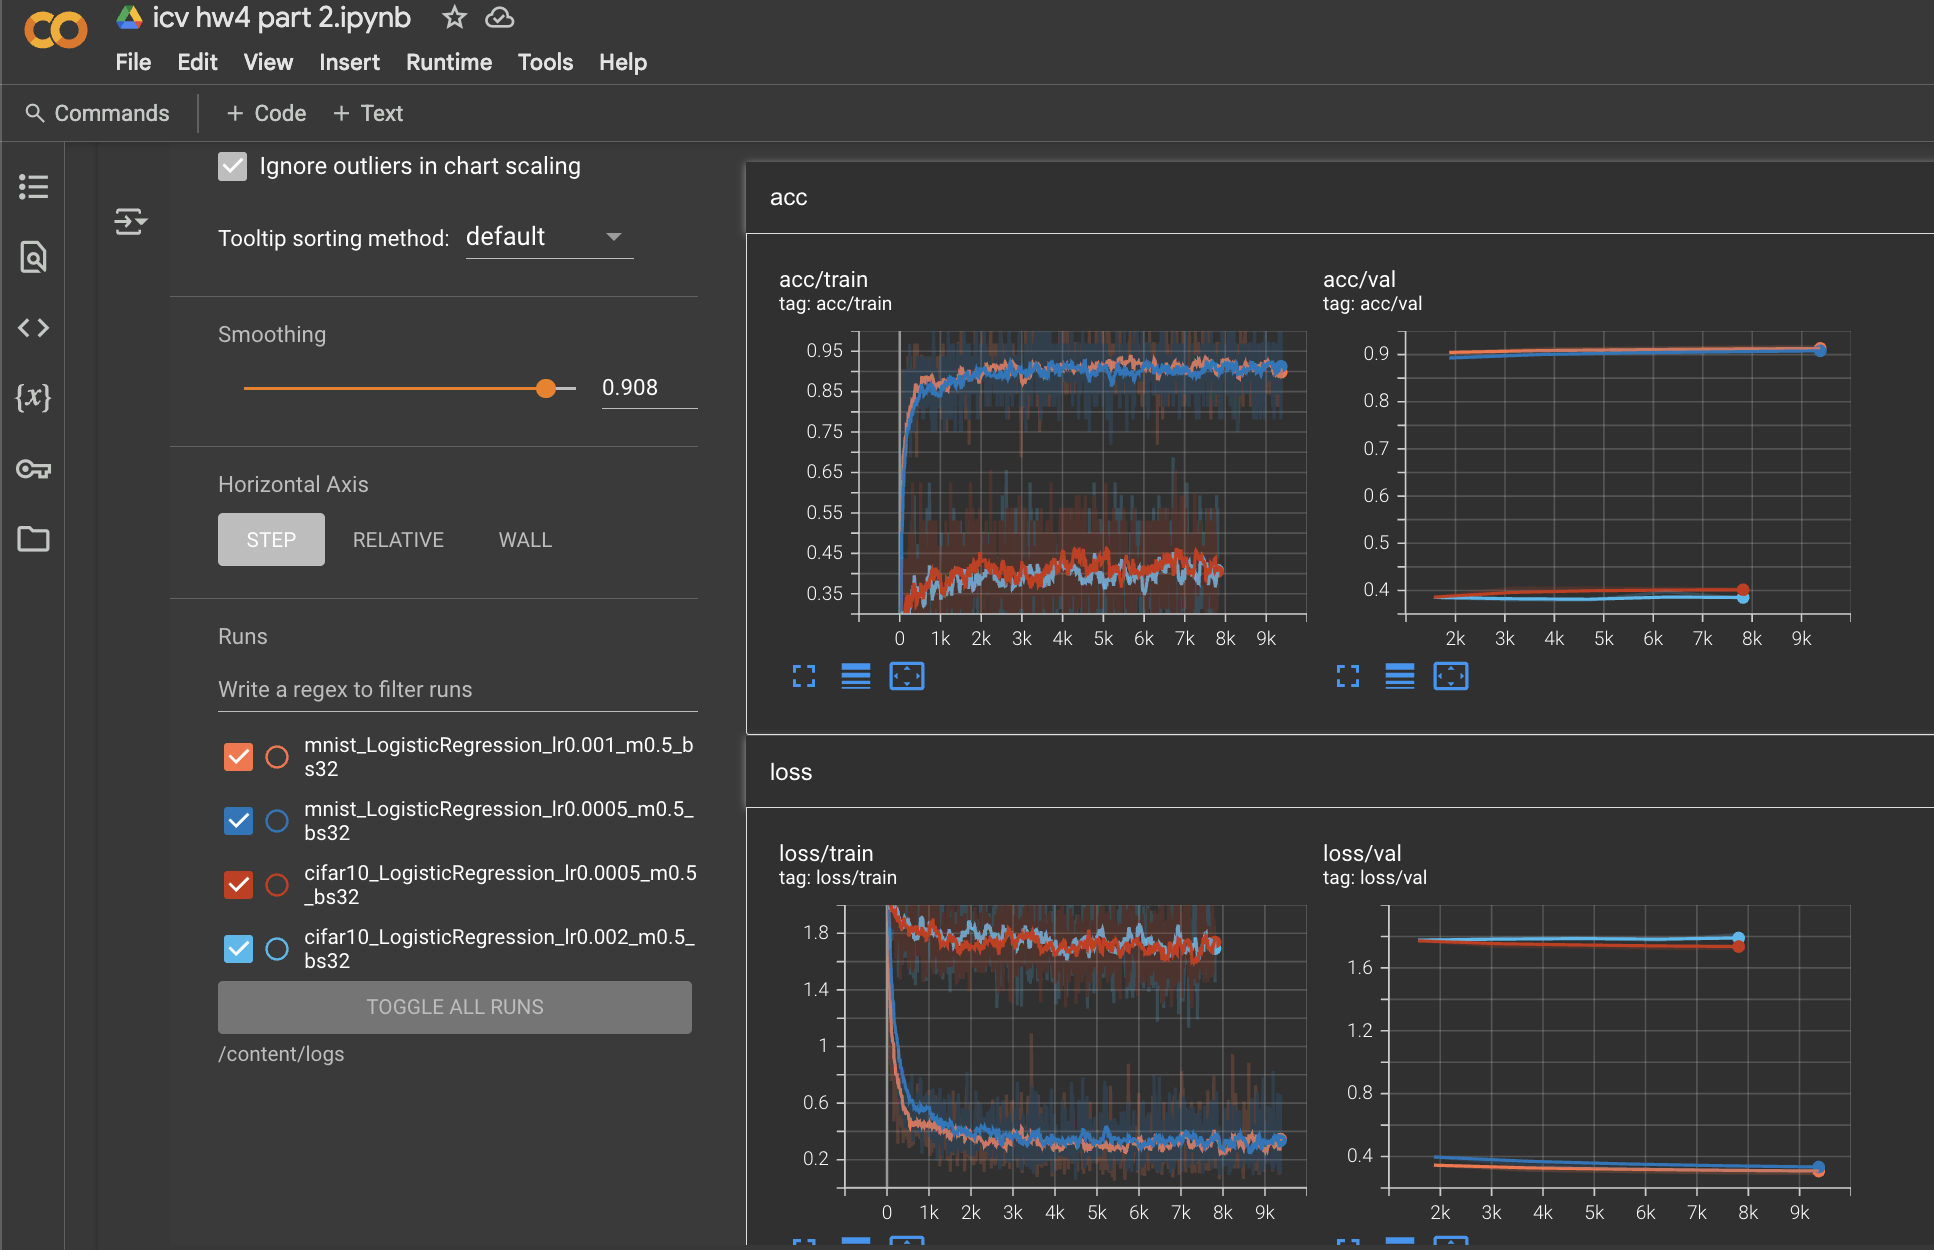 icv hw4 part 2.ipynb
File Edit View Insert Runtime Tools Help
Commands + Code + Text
Ignore outliers in chart scaling
Tooltip sorting method: default
Smoothing
0.908
Horizontal Axis
STEP RELATIVE WALL
Runs
Write a regex to filter runs
mnist_LogisticRegression_lr0.001_m0.5_b
s32
mnist_LogisticRegression_lr0.0005_m0.5_
bs32
cifar10_LogisticRegression_lr0.0005_m0.5
_bs32
cifar10_LogisticRegression_lr0.002_m0.5_
bs32
TOGGLE ALL RUNS
/content/logs
acc
acc/train
tag: acc/train
0.95
0.85
0.75
0.65
0.55
0.45
0.35
0 1k 2k 3k 4k 5k 6k 7k 8k 9k
acc/val
tag: acc/val
0.9
0.8
0.7
0.6
0.5
0.4
2k 3k 4k 5k 6k 7k 8k 9k
loss
loss/train
tag: loss/train
1.8
1.4
1
0.6
0.2
0 1k 2k 3k 4k 5k 6k 7k 8k 9k
loss/val
tag: loss/val
1.6
1.2
0.8
0.4
2k 3k 4k 5k 6k 7k 8k 9k